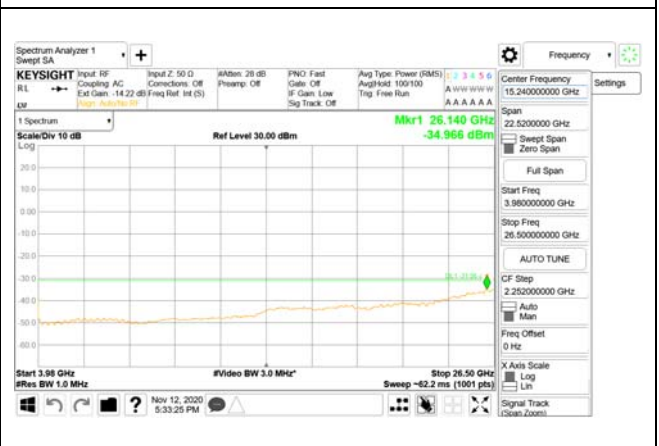 Spectrum Analyzer 1
Swept SA
Frequency
KEYSIGHT
Input: RF
Coupling: AC
Ext Gain: -14.22 dB
Align: Auto/No RF
Input Z: 50 Ω
Corrections: Off
Freq Ref: Int (S)
#Atten: 28 dB
Preamp: Off
PNO: Fast
Gate: Off
IF Gain: Low
Sig Track: Off
Avg Type: Power (RMS)
Avg|Hold: 100/100
Trig: Free Run
1 2 3 4 5 6
A W W W W W
A A A A A A
RL
Center Frequency
15.240000000 GHz
Settings
Span
22.5200000 GHz
Swept Span
Zero Span
Full Span
Start Freq
3.980000000 GHz
Stop Freq
26.500000000 GHz
AUTO TUNE
CF Step
2.252000000 GHz
Auto
Man
Freq Offset
0 Hz
X Axis Scale
Log
Lin
Signal Track
(Span Zoom)
1 Spectrum
Scale/Div 10 dB
Log
Ref Level 30.00 dBm
Mkr1 26.140 GHz
-34.966 dBm
20.0
10.0
0.00
-10.0
-20.0
-30.0
-40.0
-50.0
-60.0
Start 3.98 GHz
#Res BW 1.0 MHz
#Video BW 3.0 MHz*
Stop 26.50 GHz
Sweep ~62.2 ms (1001 pts)
Nov 12, 2020
5:33:25 PM